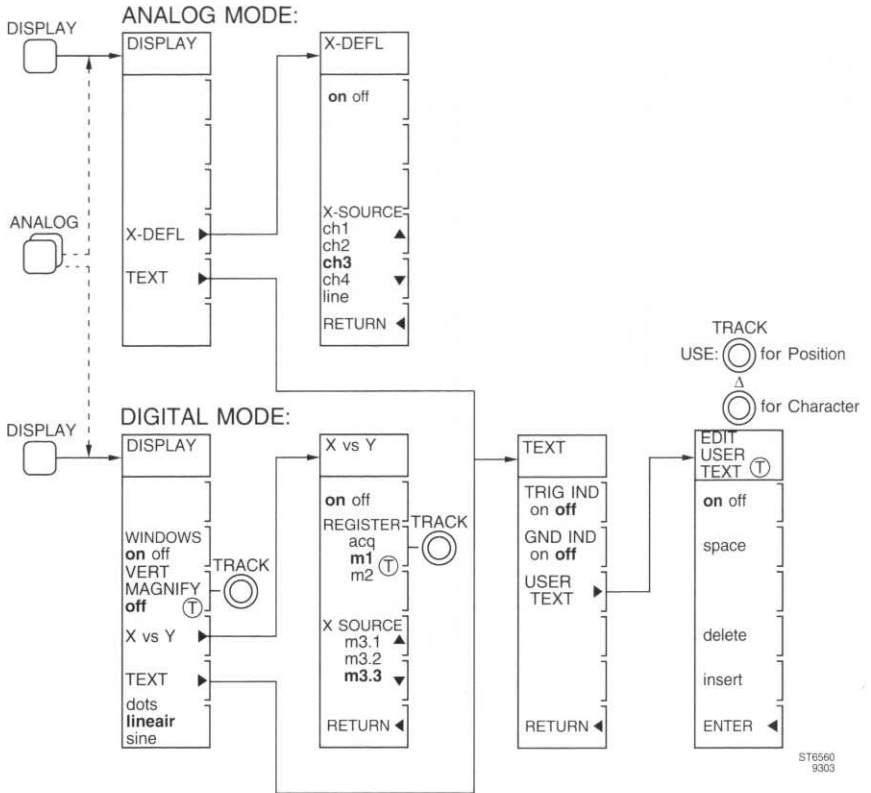 ANALOG MODE:
DISPLAY
DISPLAY
X-DEFL
on off
ANALOG
X-DEFL
TEXT
X-SOURCE
ch1
ch2
ch3
ch4
line
RETURN
TRACK
USE: for Position
Δ
for Character
DIGITAL MODE:
DISPLAY
DISPLAY
WINDOWS
on off
VERT
MAGNIFY
off T
TRACK
X vs Y
TEXT
dots
lineair
sine
X vs Y
on off
REGISTER
acq
m1 T
m2
TRACK
X SOURCE
m3.1
m3.2
m3.3
RETURN
TEXT
TRIG IND
on off
GND IND
on off
USER
TEXT
RETURN
EDIT
USER
TEXT T
on off
space
delete
insert
ENTER
ST6560
9303